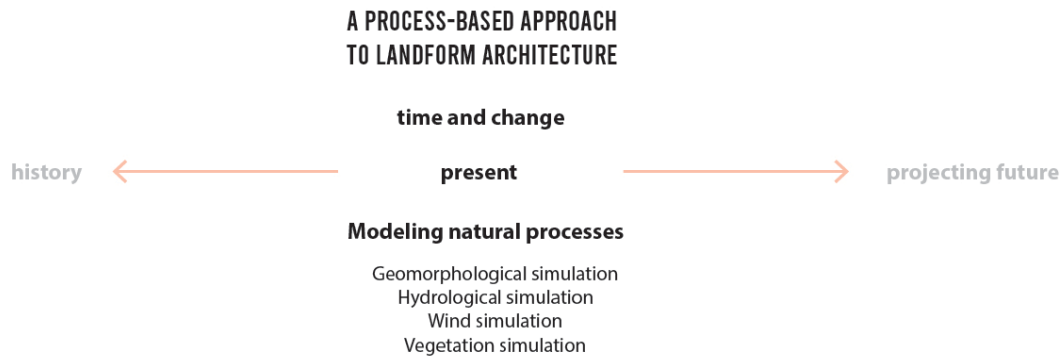 A PROCESS-BASED APPROACH
TO LANDFORM ARCHITECTURE
time and change
history present projecting future
Modeling natural processes
Geomorphological simulation
Hydrological simulation
Wind simulation
Vegetation simulation